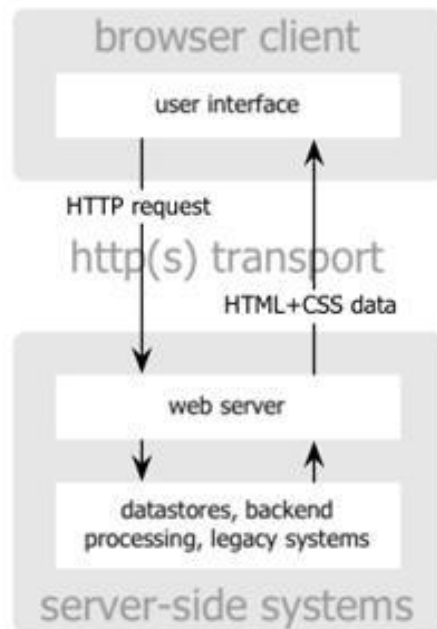 browser client
user interface
HTTP request
http(s) transport
HTML+CSS data
web server
datastores, backend
processing, legacy systems
server-side systems